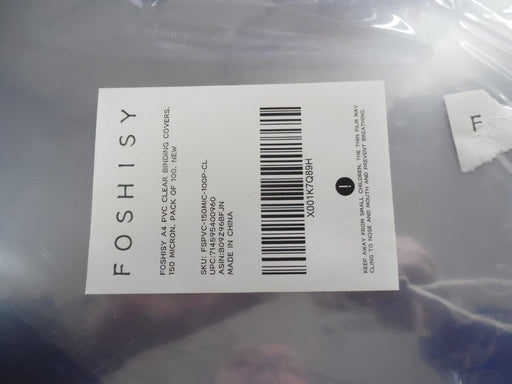 FOSHISY
FOSHISY A4 PVC CLEAR BINDING COVERS,
150 MICRON, PACK OF 100, NEW
SKU: FSPVC-150MIC-100P-CL
UPC:714595400960
ASIN:B09Z96BFJN
MADE IN CHINA
X001K7Q89H
!
KEEP AWAY FROM SMALL CHILDREN. THE THIN FILM MAY
CLING TO NOSE AND MOUTH AND PREVENT BREATHING.
F